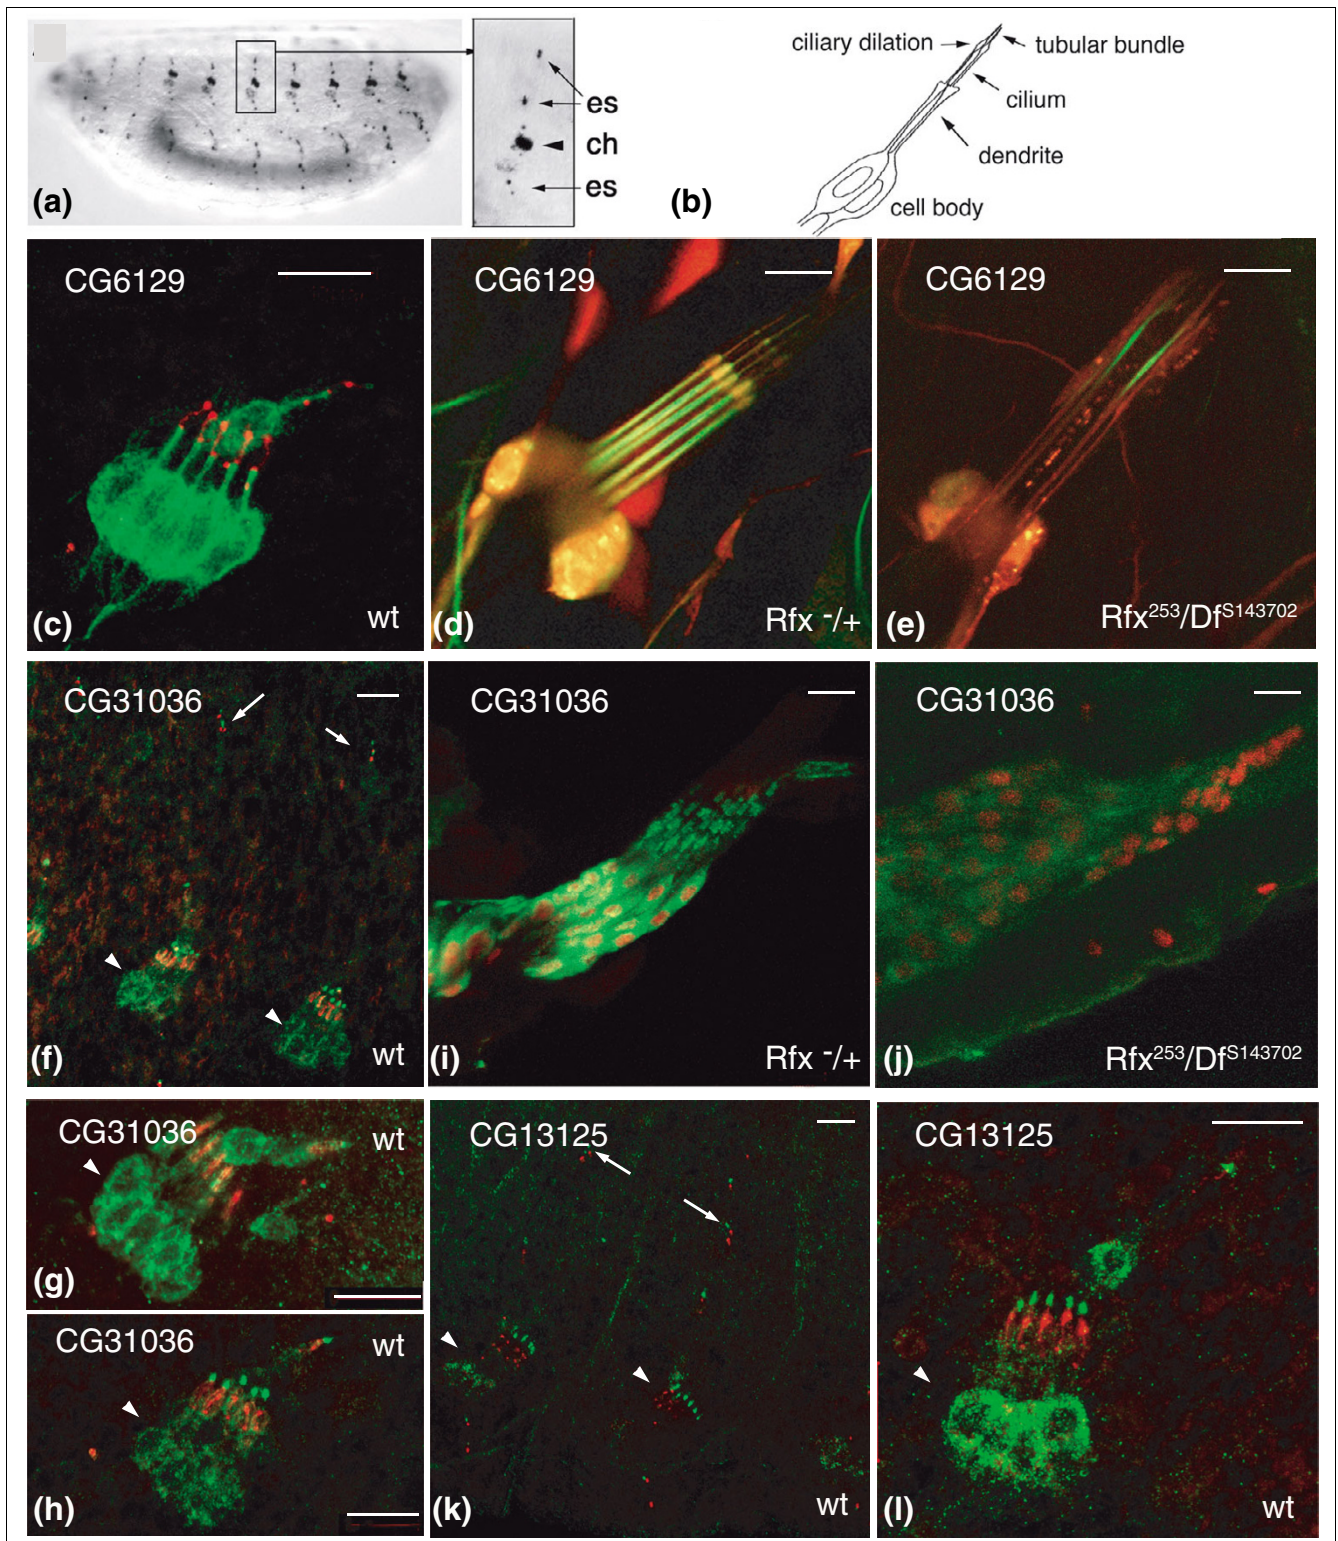 es
ch
es
(a)
ciliary dilation
tubular bundle
cilium
dendrite
cell body
(b)
CG6129
(c)
wt
CG6129
(d)
Rfx -/+
CG6129
(e)
Rfx253/DfS143702
CG31036
(f)
wt
CG31036
(i)
Rfx -/+
CG31036
(j)
Rfx253/DfS143702
CG31036
wt
(g)
CG31036
wt
(h)
CG13125
(k)
wt
CG13125
(l)
wt